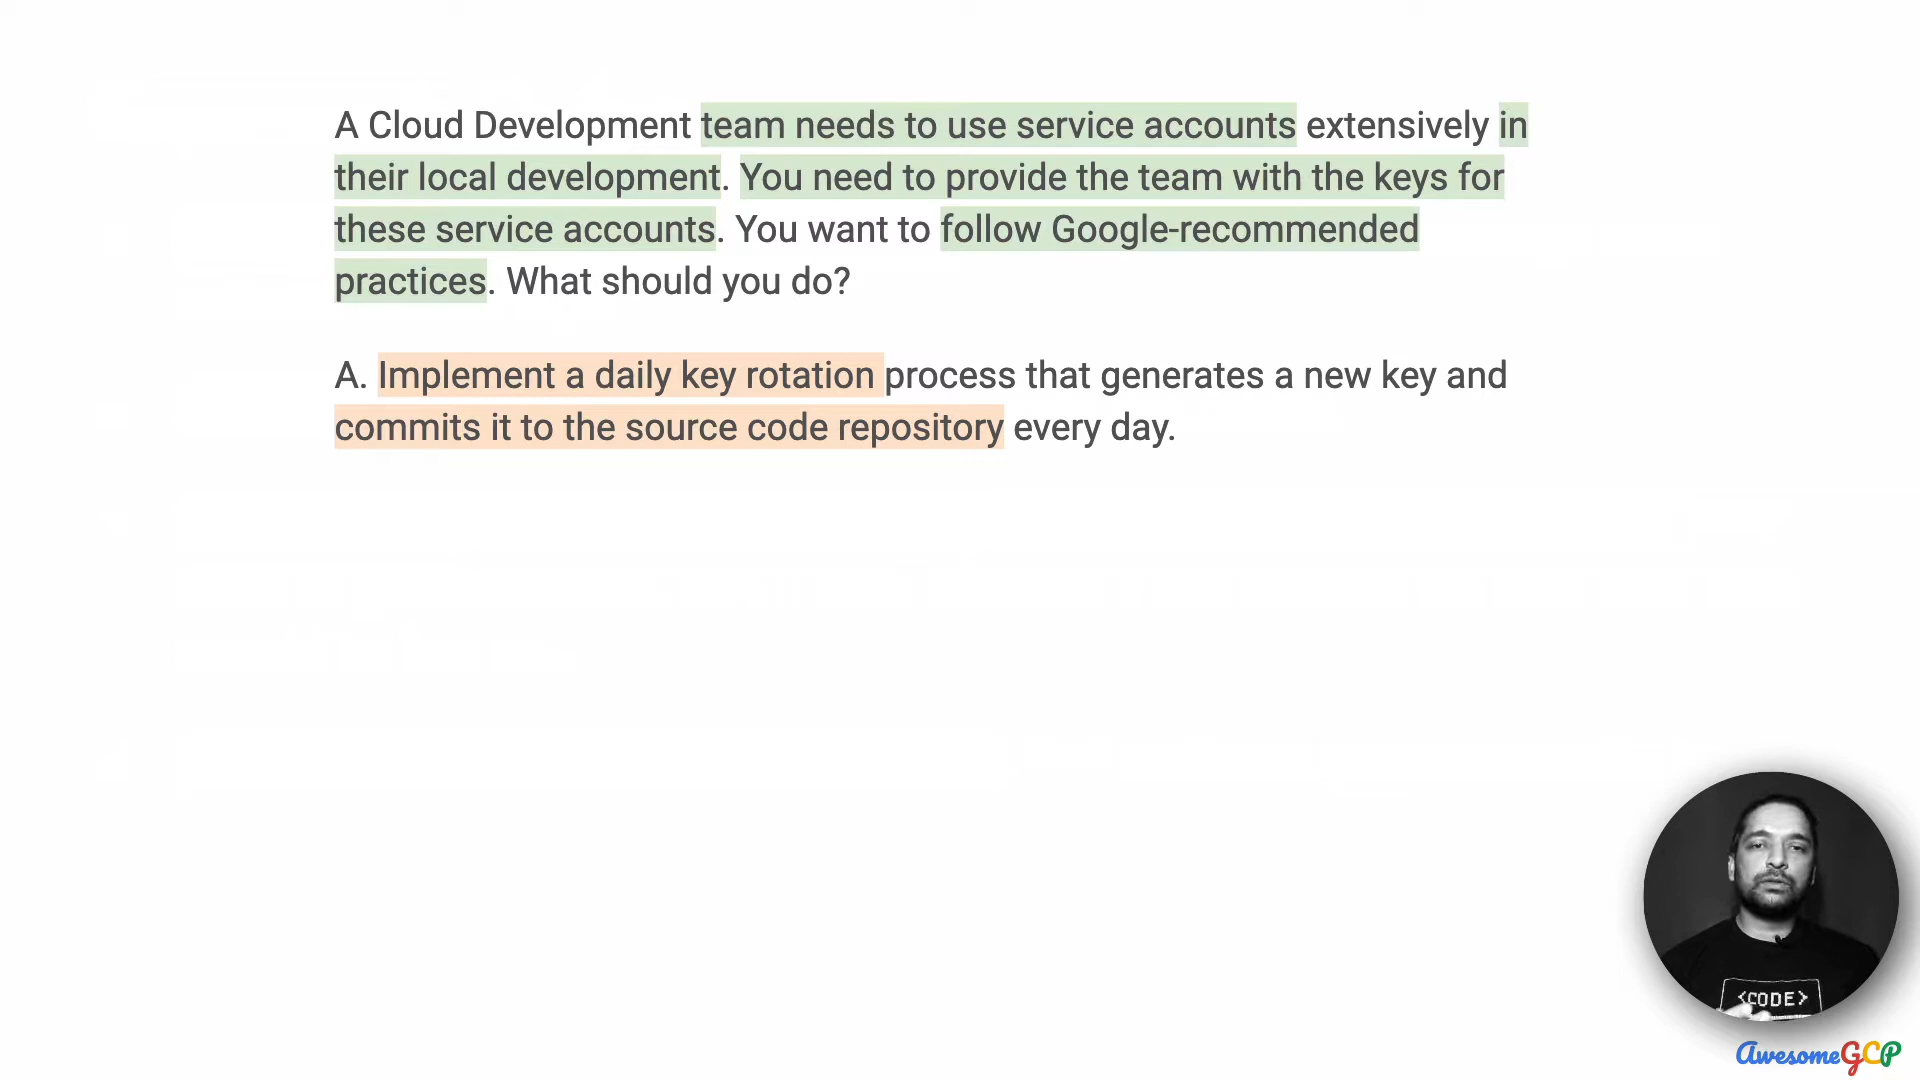 A Cloud Development team needs to use service accounts extensively in
their local development. You need to provide the team with the keys for
these service accounts. You want to follow Google-recommended
practices. What should you do?
A. Implement a daily key rotation process that generates a new key and
commits it to the source code repository every day.
<CODE>
AwesomeGCP